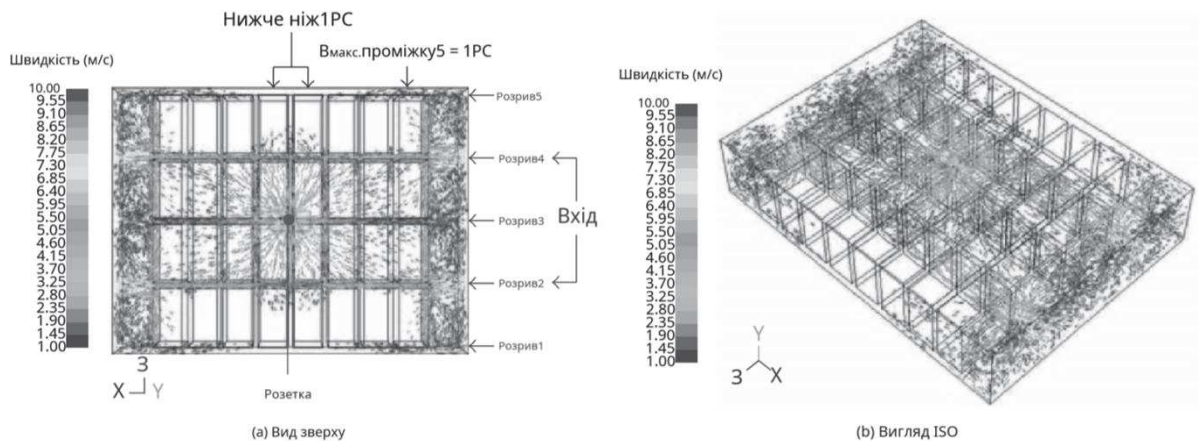 Нижче ніж1PC
Bмакс.проміжку5 = 1PC
Швидкість (м/с)
10.00
9.55
9.10
8.65
8.20
7.75
7.30
6.85
6.40
5.95
5.50
5.05
4.60
4.15
3.70
3.25
2.80
2.35
1.90
1.45
1.00
Розрив5
Розрив4
Розрив3
Вхід
Розрив2
Розрив1
З
X
Y
Розетка
(a) Вид зверху
Швидкість (м/с)
10.00
9.55
9.10
8.65
8.20
7.75
7.30
6.85
6.40
5.95
5.50
5.05
4.60
4.15
3.70
3.25
2.80
2.35
1.90
1.45
1.00
Y
З
X
(b) Вигляд ISO